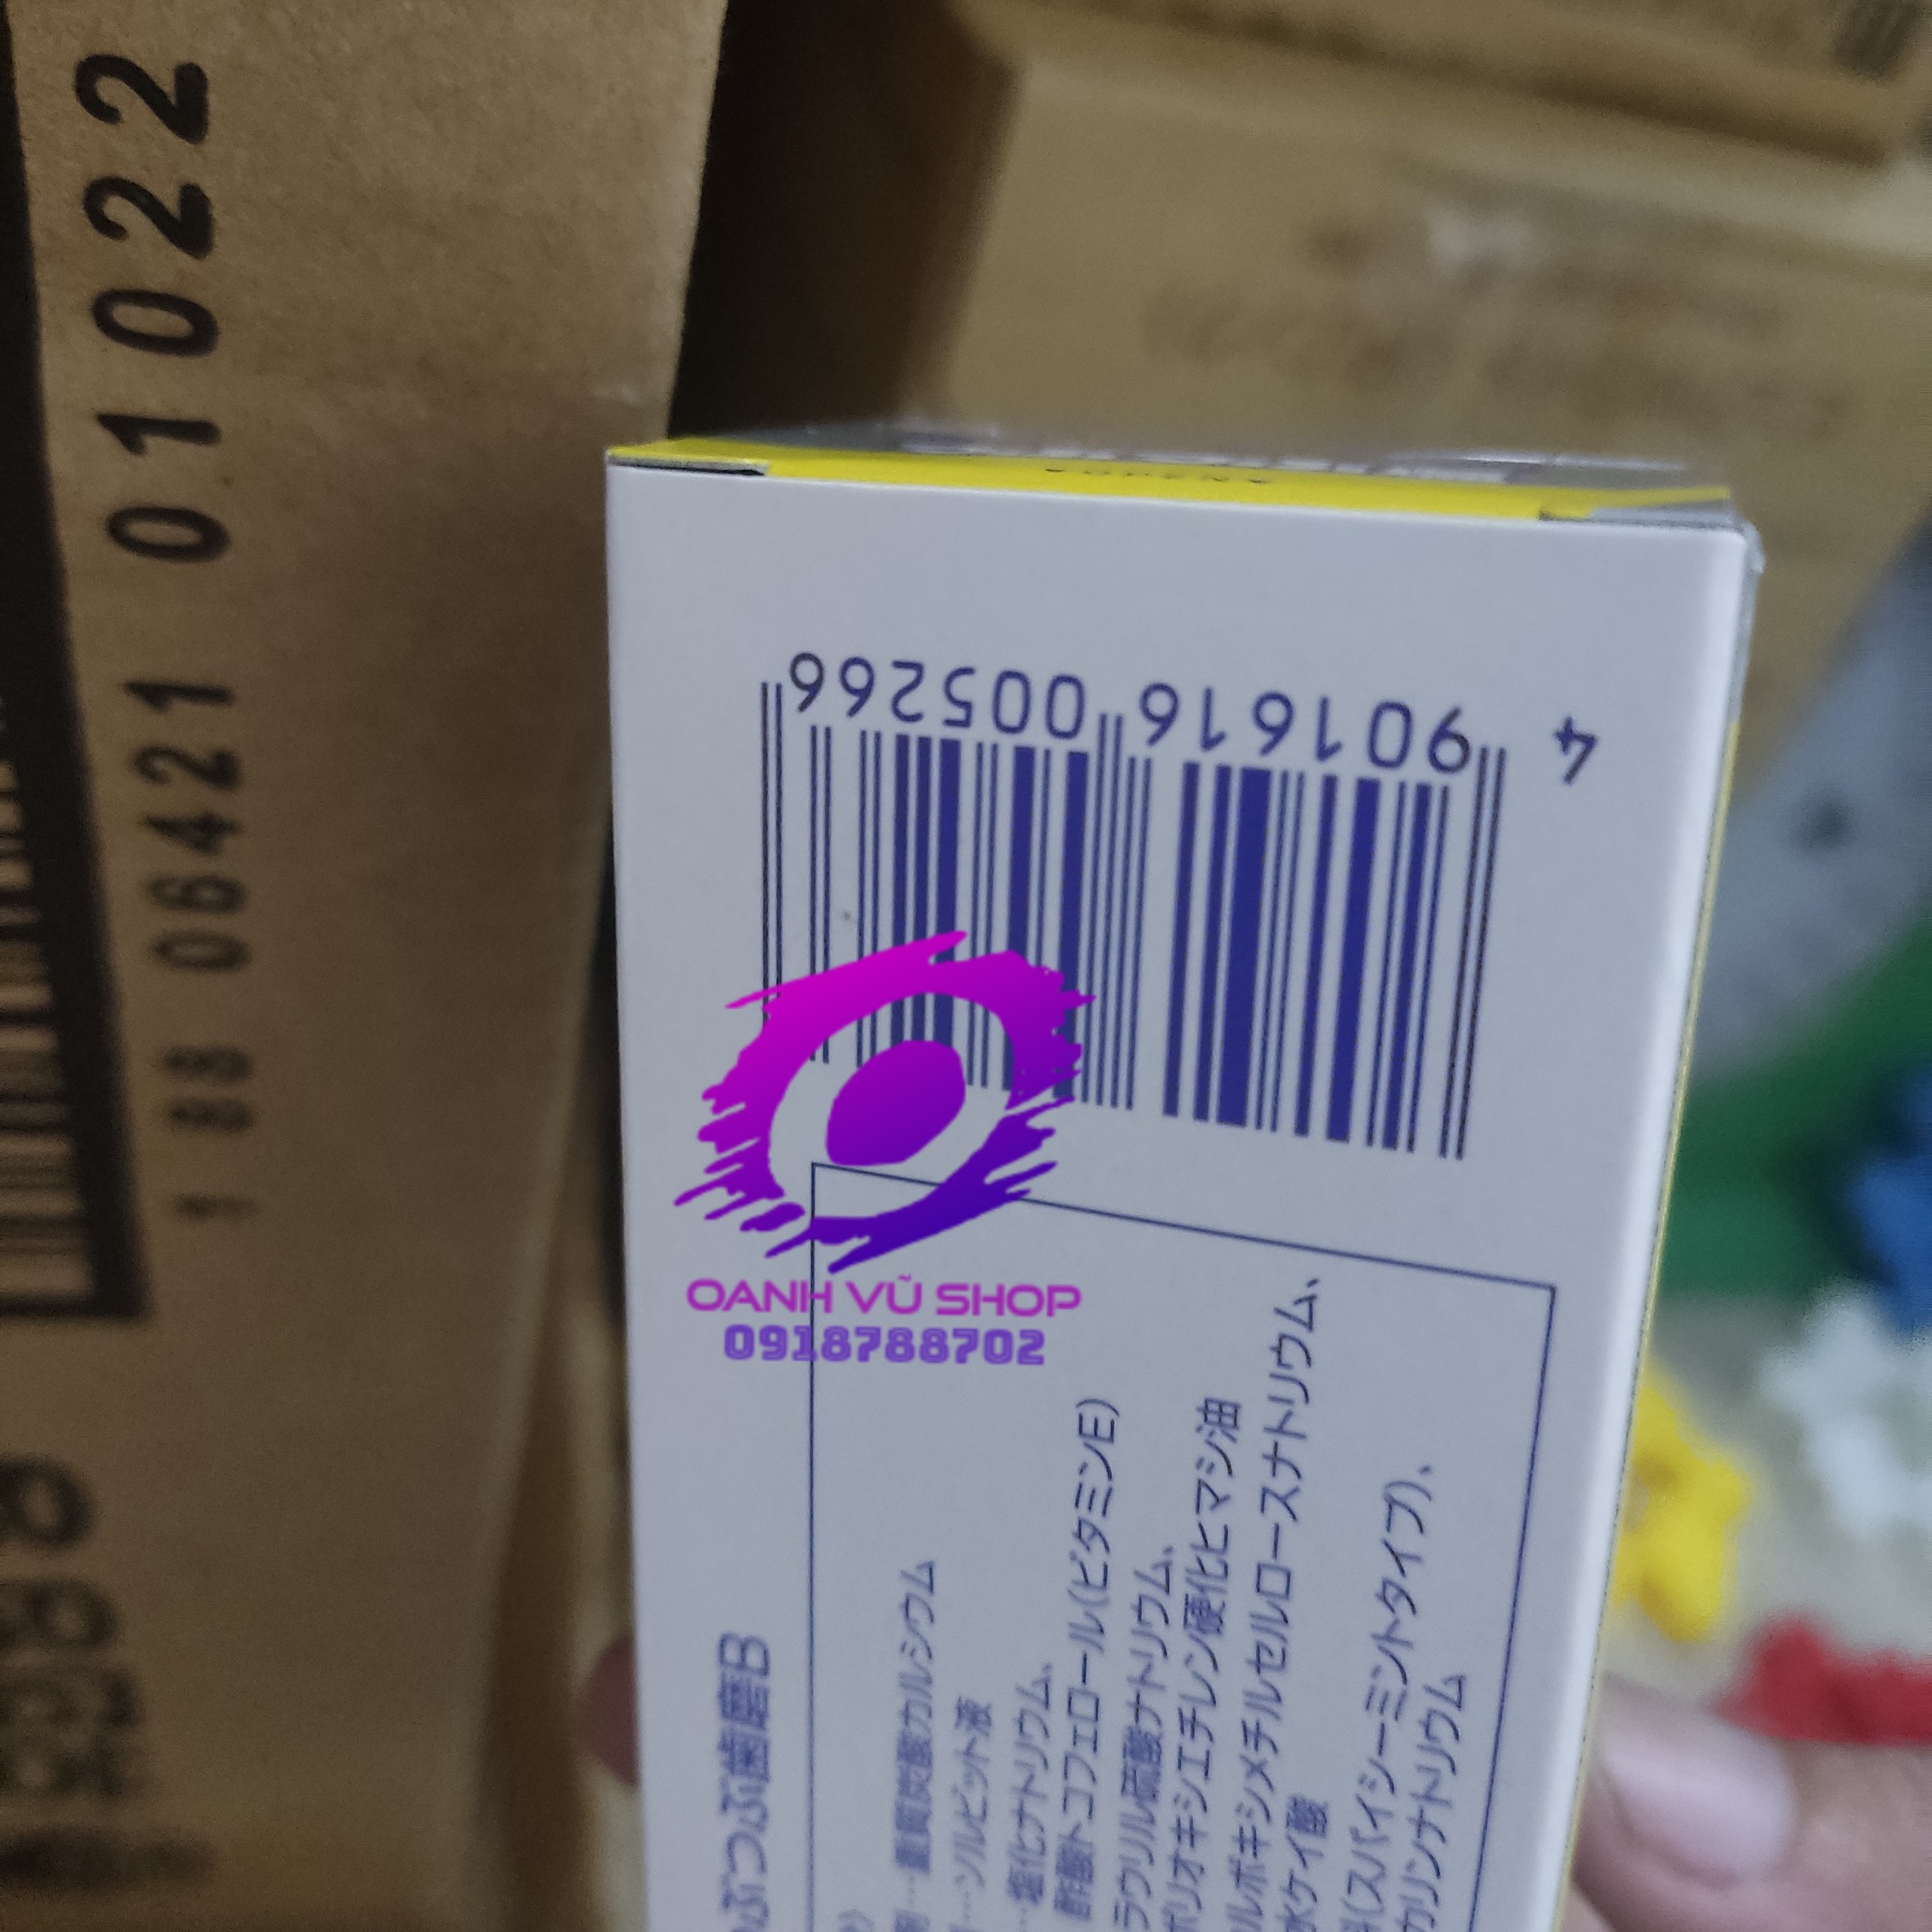 188 06421 01022
4 901616 005266
OANH VŨ SHOP
0918788702
ぶつぶ歯磨B
重質炭酸カルシウム
ソルビット液
塩化ナトリウム、
酢酸トコフェロール(ビタミンE)
ラウリル硫酸ナトリウム、
ポリオキシエチレン硬化ヒマシ油
ルボキシメチルセルロースナトリウム、
ケイ酸
(スパイシーミントタイプ)、
カリンナトリウム